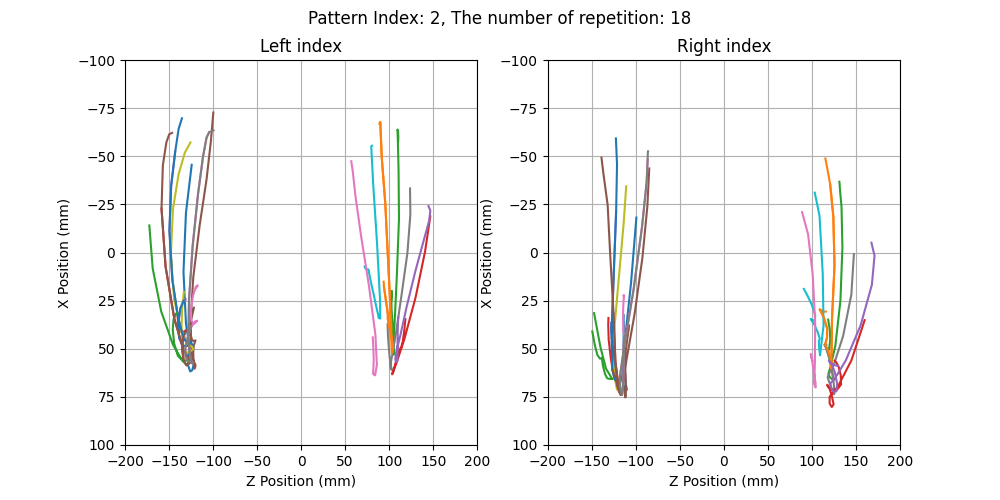 Pattern Index: 2, The number of repetition: 18
Left index
Right index
−100
−75
−50
−25
0
25
50
75
100
X Position (mm)
−200 −150 −100 −50 0 50 100 150 200
Z Position (mm)
−100
−75
−50
−25
0
25
50
75
100
X Position (mm)
−200 −150 −100 −50 0 50 100 150 200
Z Position (mm)